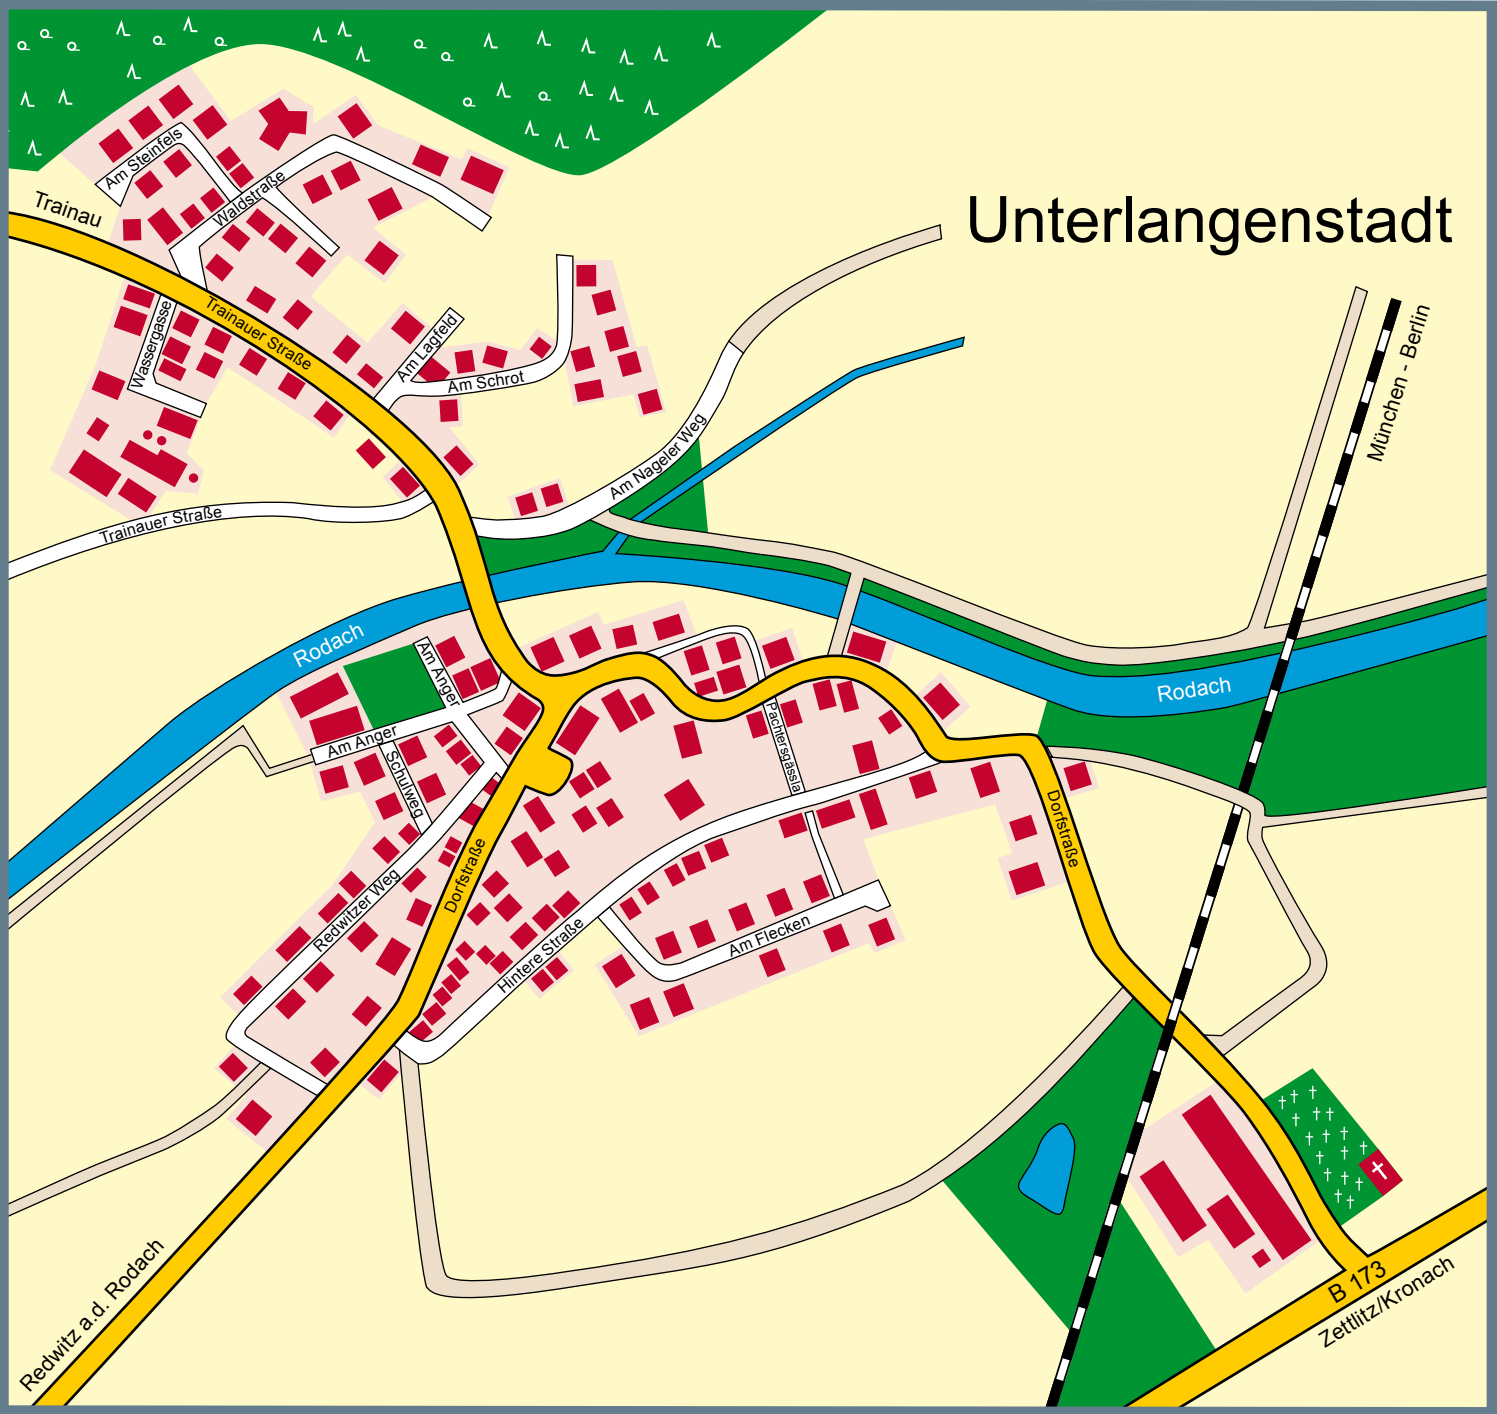 Unterlangenstadt
Am Steinfels
Waldstraße
Trainau
Trainauer Straße
Wassergasse
Am Lagfeld
Am Schrot
München - Berlin
Am Nageler Weg
Trainauer Straße
Rodach
Am Anger
Rodach
Am Anger
Schulweg
Pachtersgässla
Dorfstraße
Dorfstraße
Redwitzer Weg
Hintere Straße
Am Flecken
Redwitz a.d. Rodach
B 173
Zettlitz/Kronach